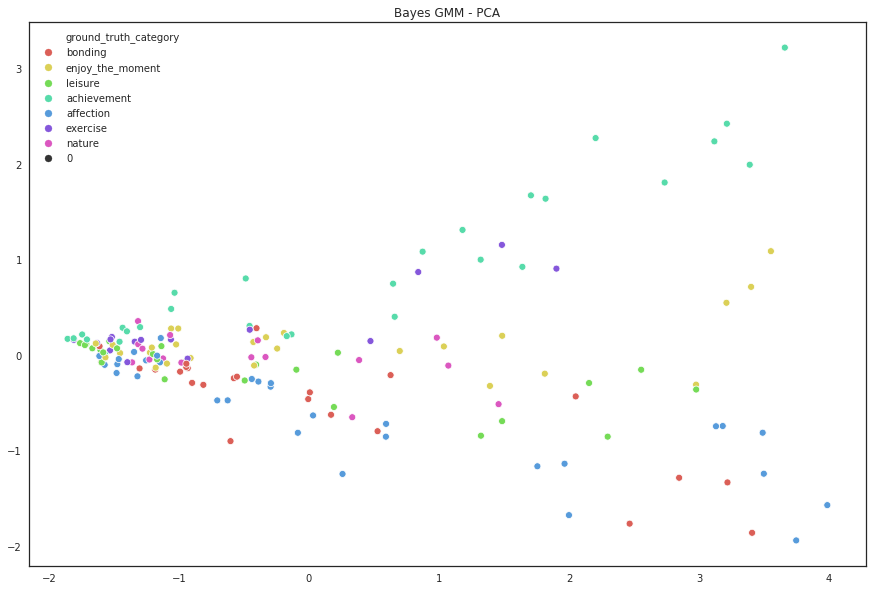 Bayes GMM - PCA
ground_truth_category
bonding
enjoy_the_moment
leisure
achievement
affection
exercise
nature
0
3
2
1
0
−1
−2
−2
−1
0
1
2
3
4